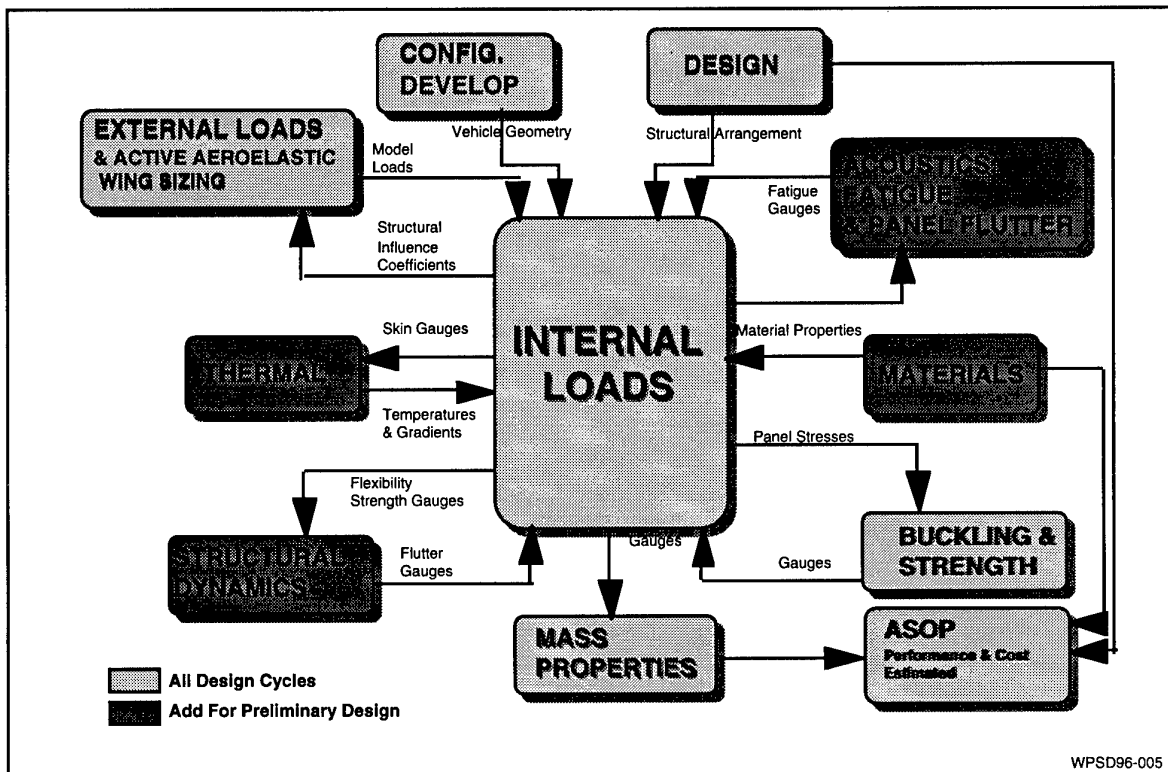 CONFIG.
DEVELOP
DESIGN
EXTERNAL LOADS
& ACTIVE AEROELASTIC
WING SIZING
Model
Loads
Vehicle Geometry
Structural Arrangement
Fatigue
Gauges
ACOUSTICS
FATIGUE
& PANEL FLUTTER
Structural
Influence
Coefficients
INTERNAL
LOADS
Skin Gauges
THERMAL
Temperatures
& Gradients
Material Properties
MATERIALS
Panel Stresses
Flexibility
Strength Gauges
STRUCTURAL
DYNAMICS
Flutter
Gauges
Gauges
Gauges
BUCKLING &
STRENGTH
MASS
PROPERTIES
ASOP
Performance & Cost
Estimated
All Design Cycles
Add For Preliminary Design
WPSD96-005